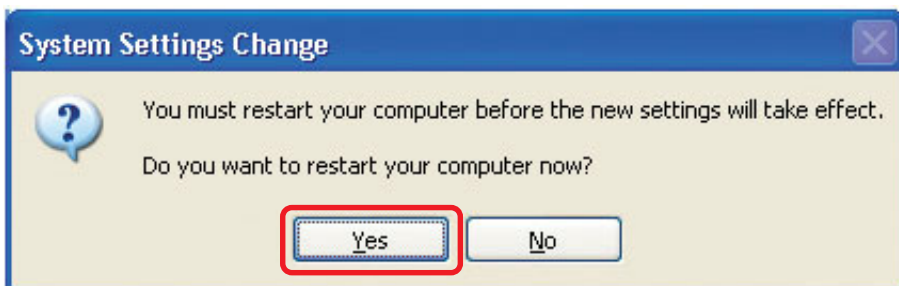 System Settings Change
?
You must restart your computer before the new settings will take effect.
Do you want to restart your computer now?
Yes No